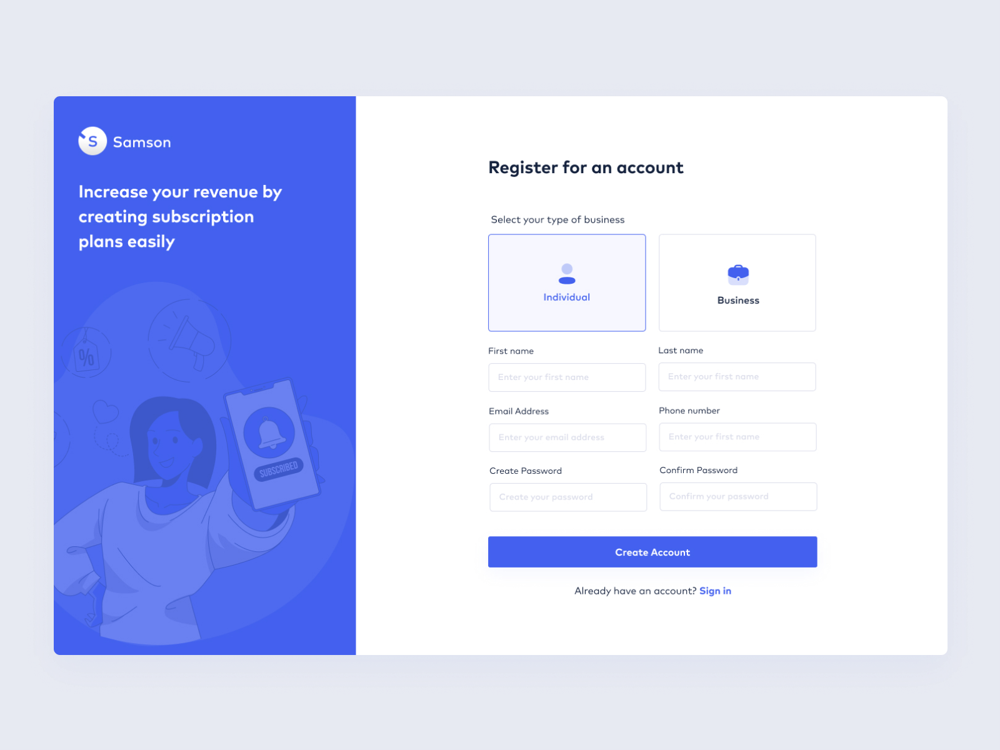 S Samson
Increase your revenue by
creating subscription
plans easily
%
SUBSCRIBED
Register for an account
Select your type of business
Individual
Business
First name
Last name
Enter your first name
Enter your first name
Email Address
Phone number
Enter your email address
Enter your first name
Create Password
Confirm Password
Create your password
Confirm your password
Create Account
Already have an account? Sign in